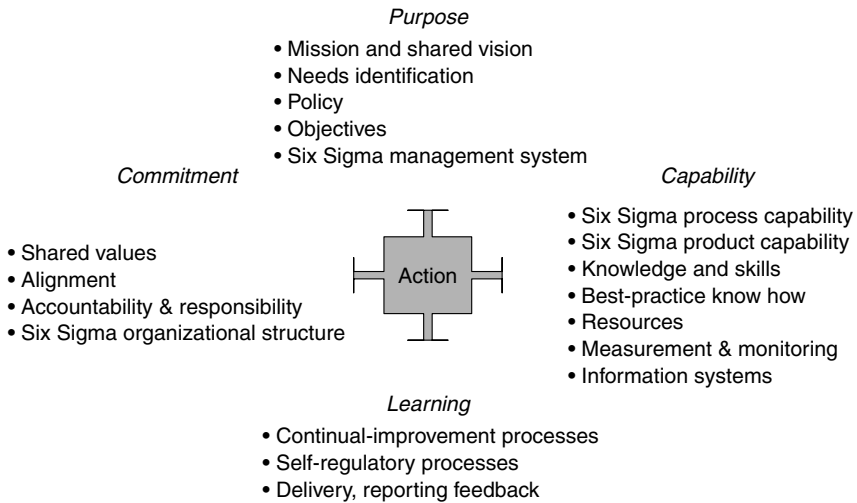 Purpose
• Mission and shared vision
• Needs identification
• Policy
• Objectives
• Six Sigma management system
Commitment
• Shared values
• Alignment
• Accountability & responsibility
• Six Sigma organizational structure
Action
Capability
• Six Sigma process capability
• Six Sigma product capability
• Knowledge and skills
• Best-practice know how
• Resources
• Measurement & monitoring
• Information systems
Learning
• Continual-improvement processes
• Self-regulatory processes
• Delivery, reporting feedback